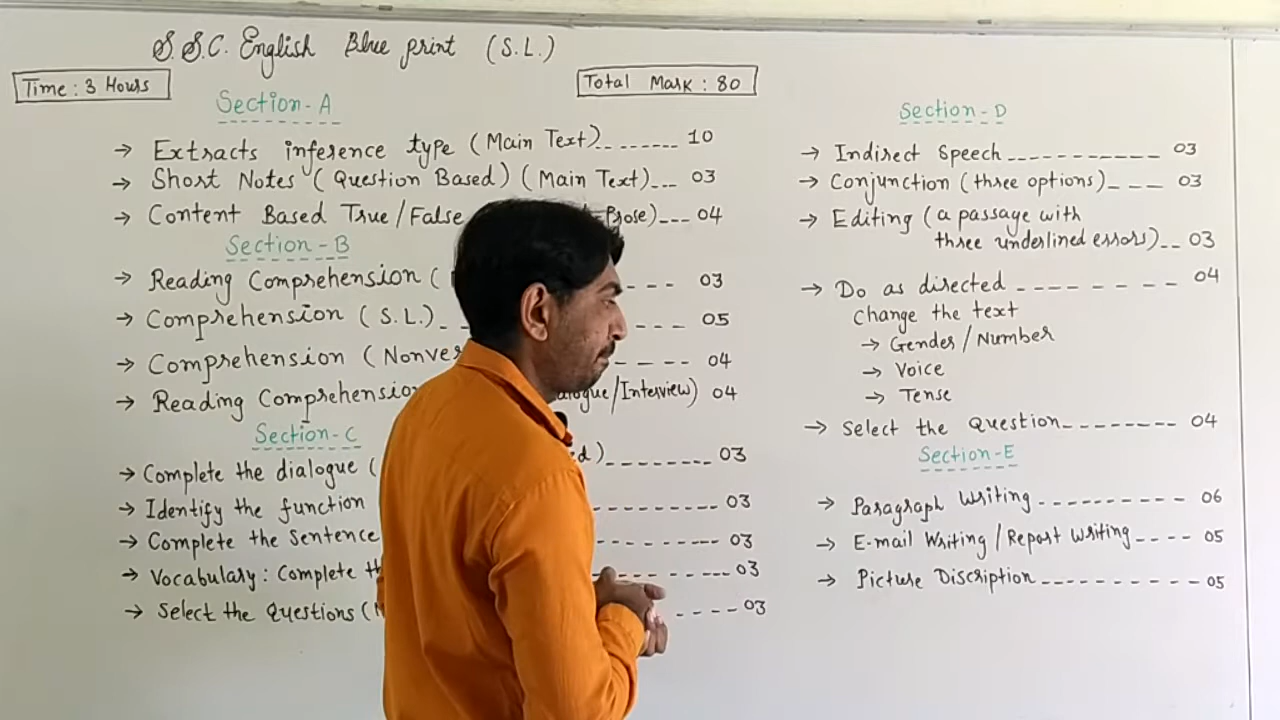 S.S.C. English Blue print (S.L.)
Time : 3 Hours
Total Mark : 80
Section-A
→ Extracts inference type (Main Text)-------- 10
→ Short Notes (Question Based) (Main Text)--- 03
→ Content Based True/False Prose)--- 04
Section-B
→ Reading Comprehension ( --- 03
→ Comprehension (S.L.)- --- 05
→ Comprehension ( ---- 04
→ Reading Comprehension /Interview) 04
Section-C
→ Complete the dialogue ( )-------- 03
→ Identify the function --------- 03
→ Complete the Sentence --------- 03
→ Vocabulary : Complete --------- 03
→ Select the Questions ( ---- 03
Section-D
→ Indirect Speech----------- 03
→ Conjunction (three options)---- 03
→ Editing (a passage with
three underlined errors)-- 03
→ Do as directed -------- 04
Change the text
→ Gender/Number
→ Voice
→ Tense
→ Select the Question-------- 04
Section-E
→ Paragraph Writing ---------- 06
→ E-mail Writing/Report Writing---- 05
→ Picture Discription ---------- 05